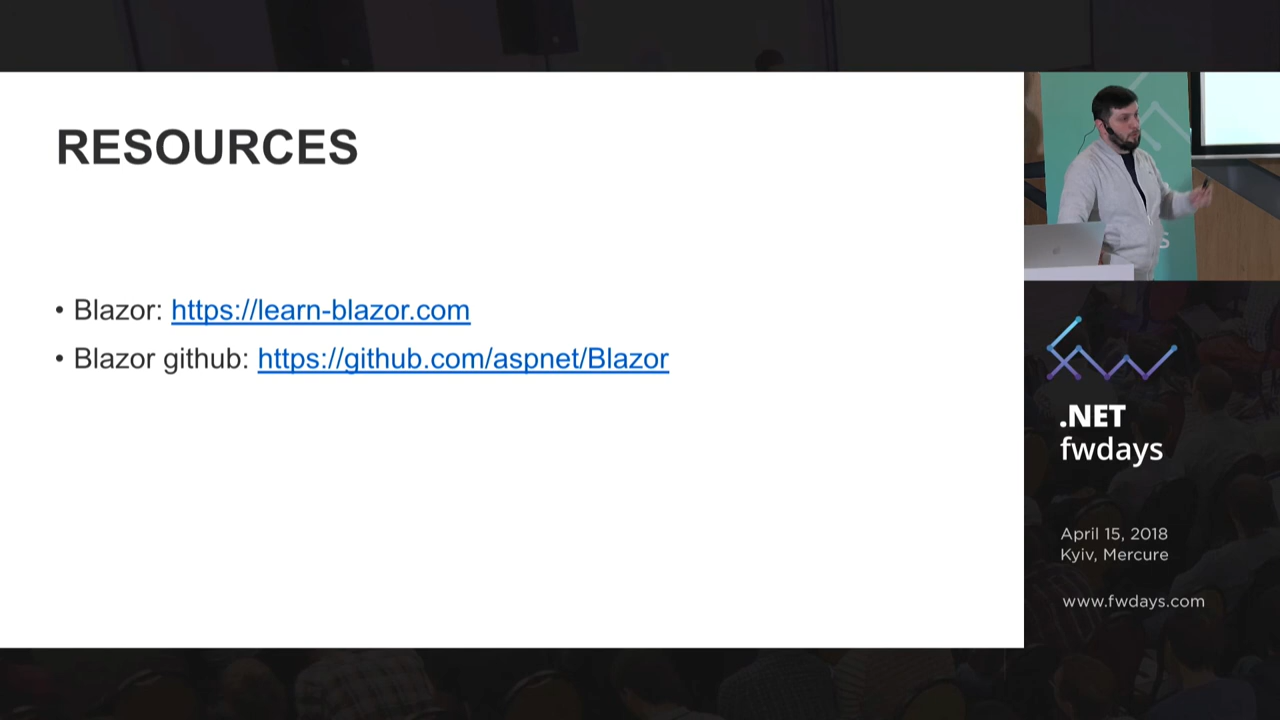 RESOURCES
• Blazor: https://learn-blazor.com
• Blazor github: https://github.com/aspnet/Blazor
.NET
fwdays
April 15, 2018
Kyiv, Mercure
www.fwdays.com